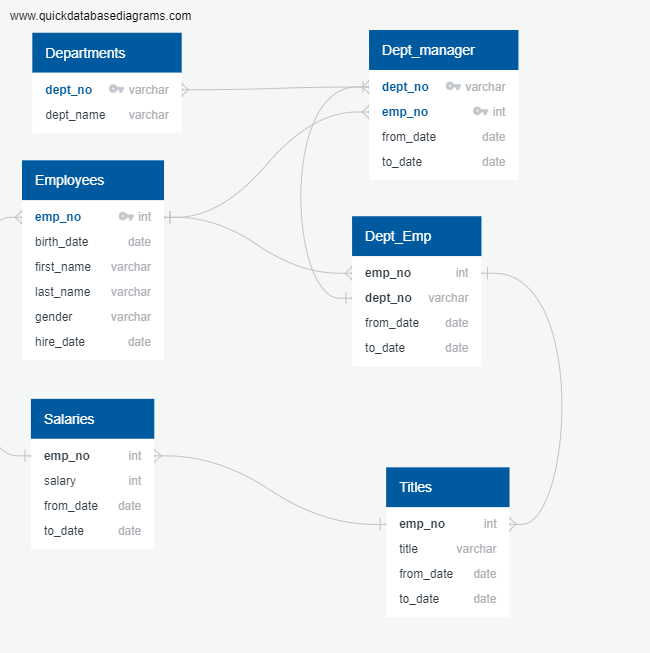 www.quickdatabasediagrams.com
Departments
dept_no varchar
dept_name varchar
Dept_manager
dept_no varchar
emp_no int
from_date date
to_date date
Employees
emp_no int
birth_date date
first_name varchar
last_name varchar
gender varchar
hire_date date
Dept_Emp
emp_no int
dept_no varchar
from_date date
to_date date
Salaries
emp_no int
salary int
from_date date
to_date date
Titles
emp_no int
title varchar
from_date date
to_date date